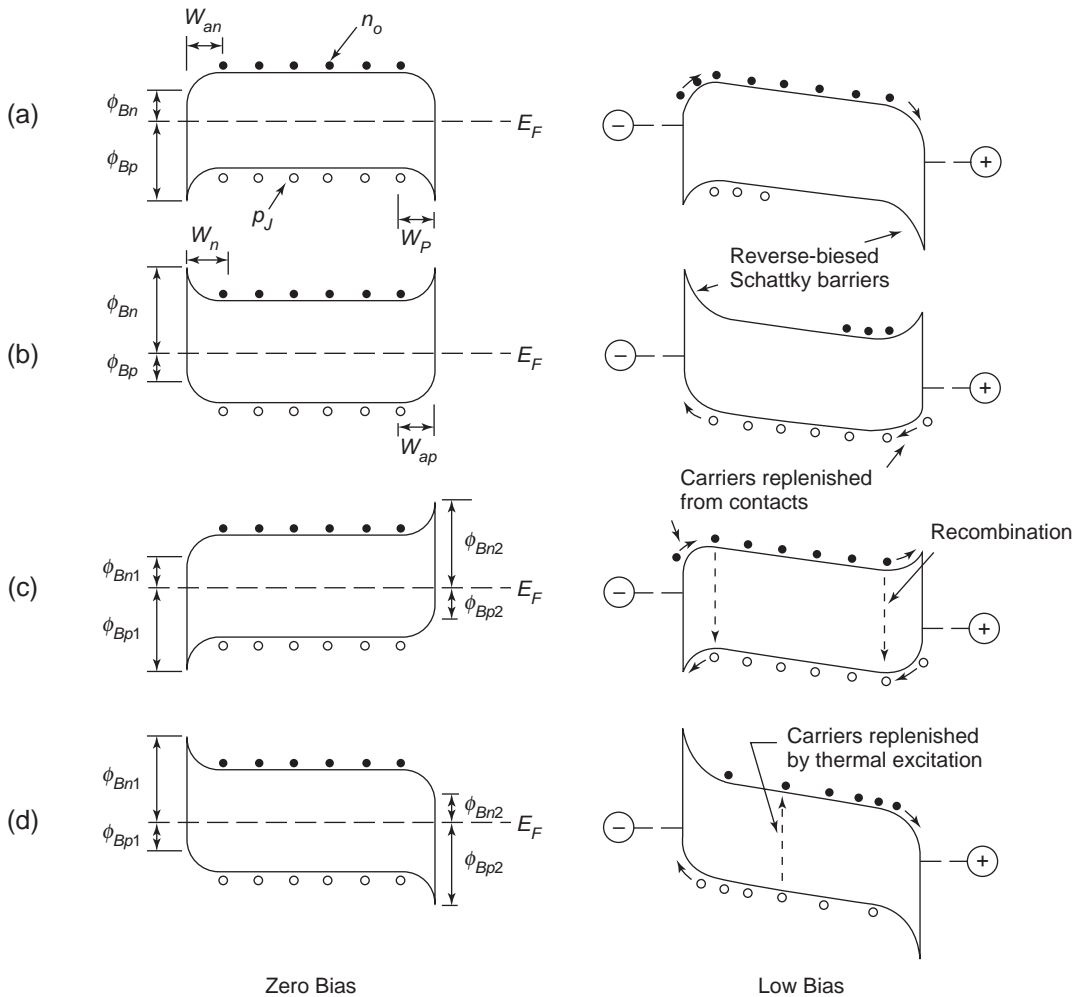 W_an
n_o
(a)
ϕ_Bn
ϕ_Bp
E_F
p_J
W_P
−
+
Reverse-biesed
Schattky barriers
(b)
W_n
ϕ_Bn
ϕ_Bp
E_F
W_ap
−
+
Carriers replenished
from contacts
(c)
ϕ_Bn1
ϕ_Bp1
ϕ_Bn2
ϕ_Bp2
E_F
−
+
Recombination
(d)
ϕ_Bn1
ϕ_Bp1
ϕ_Bn2
ϕ_Bp2
E_F
−
+
Carriers replenished
by thermal excitation
Zero Bias
Low Bias